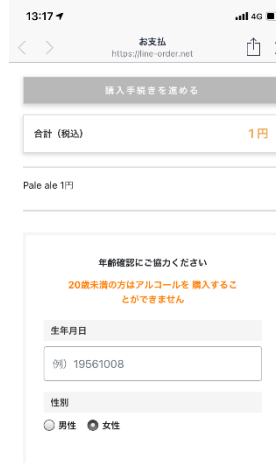 13:17
4G
お支払
https://fine-order.net
購入手続きを進める
合計（税込）
1円
Pale ale 1円
年齢確認にご協力ください
20歳未満の方はアルコールを 購入するこ
とができません
生年月日
例）19561008
性別
男性 女性